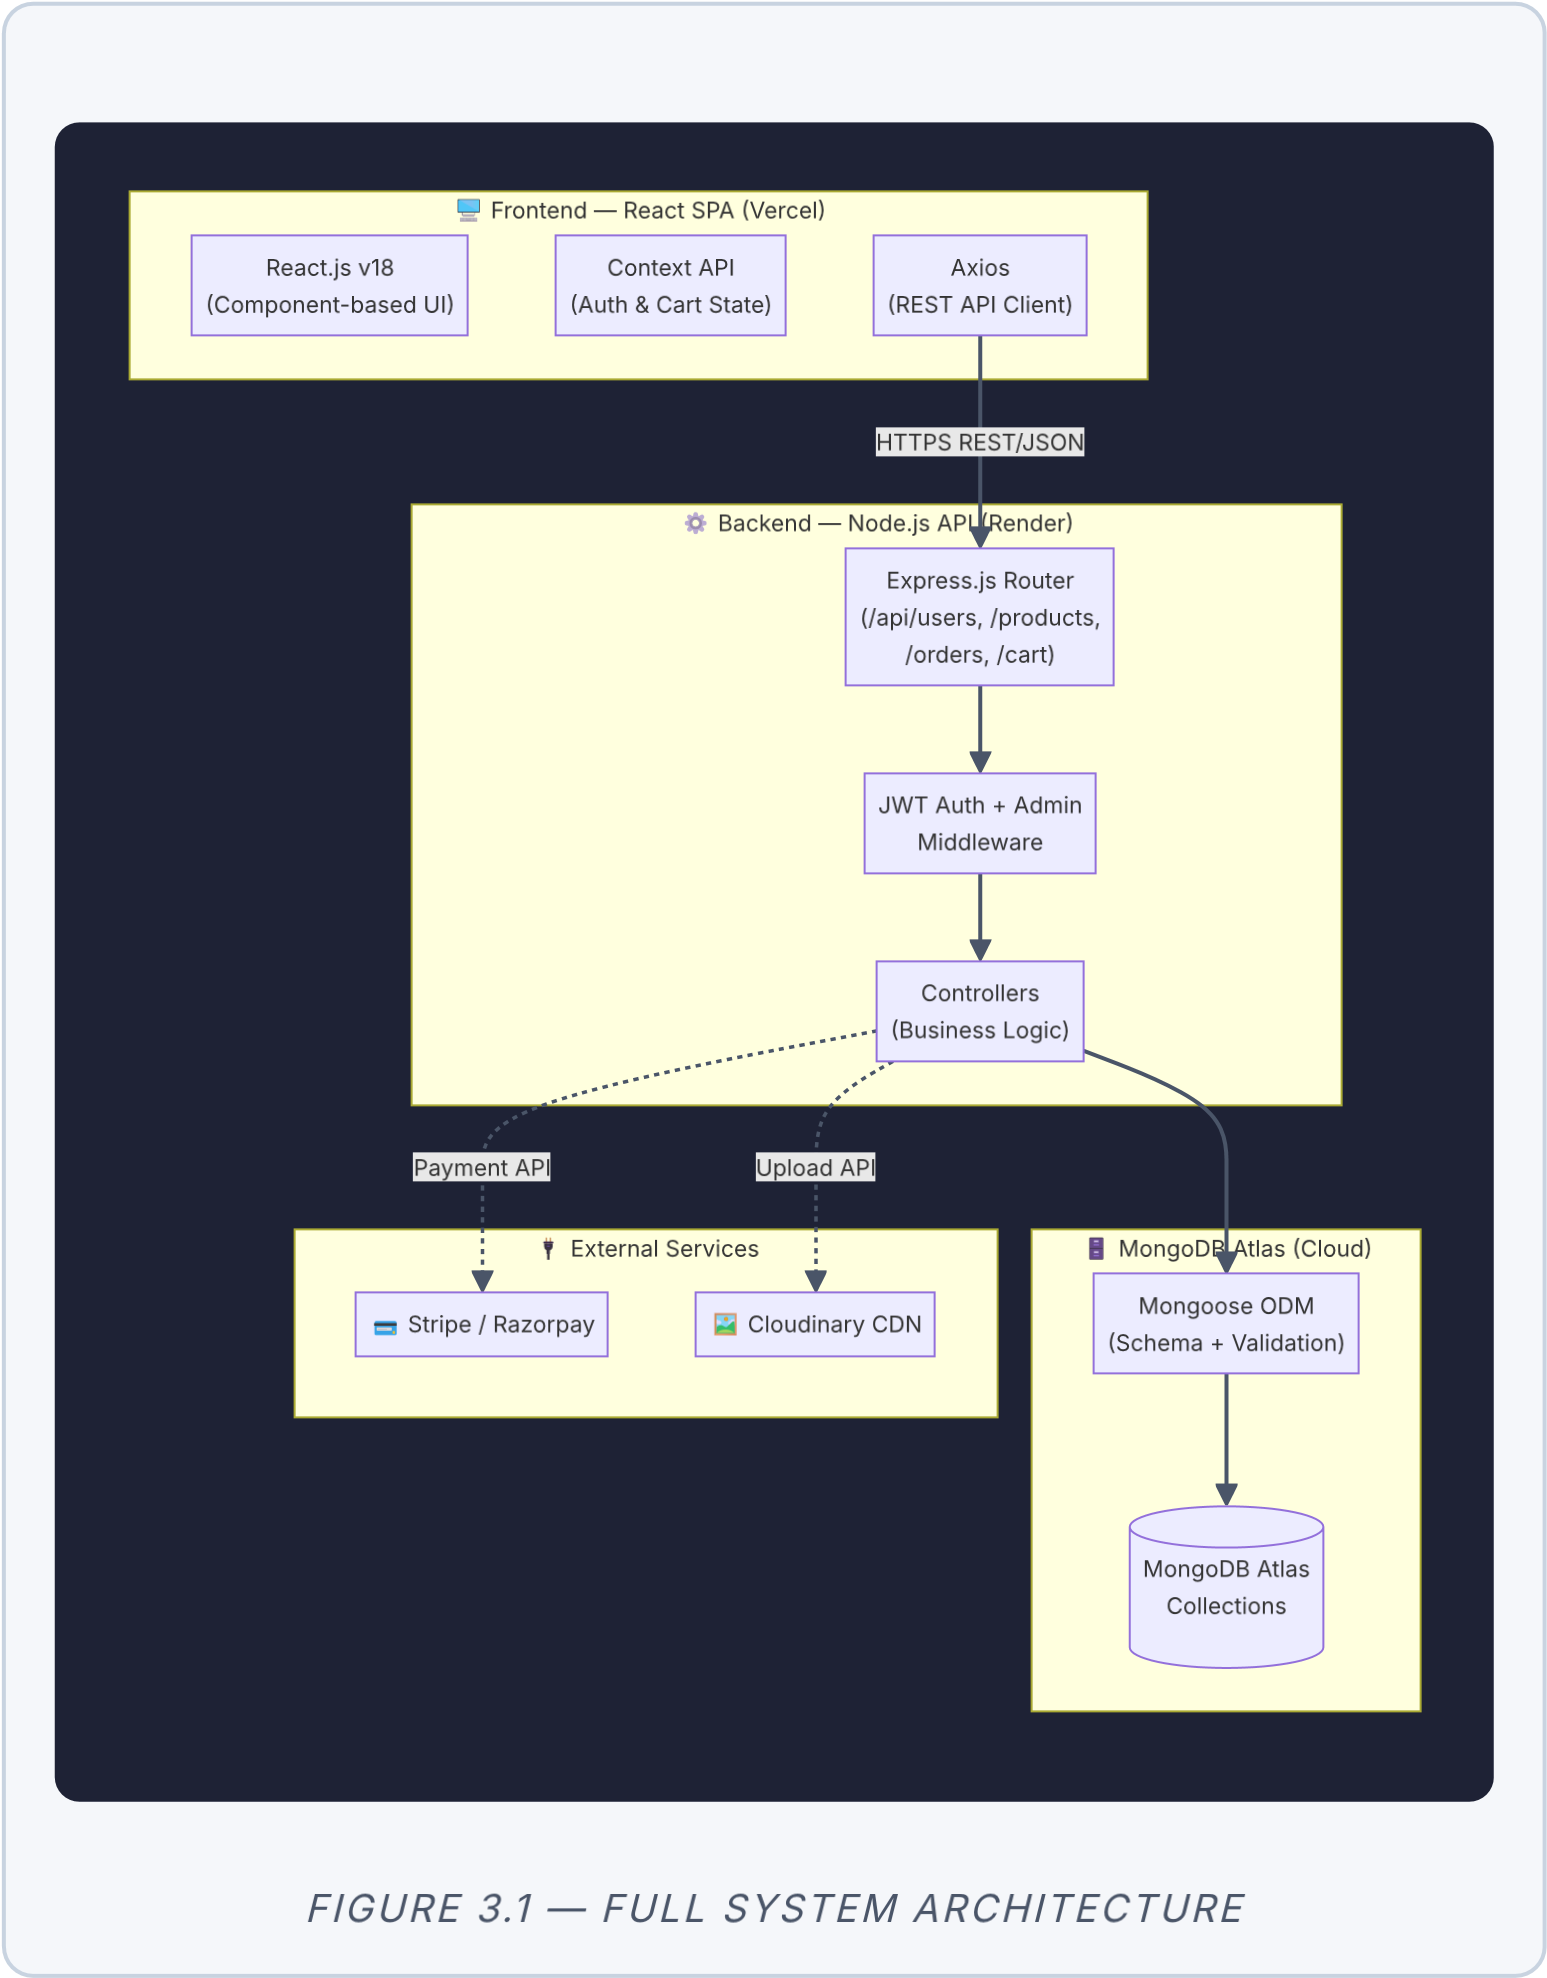 Frontend — React SPA (Vercel)
React.js v18
(Component-based UI)
Context API
(Auth & Cart State)
Axios
(REST API Client)
HTTPS REST/JSON
Backend — Node.js API (Render)
Express.js Router
(/api/users, /products,
/orders, /cart)
JWT Auth + Admin
Middleware
Controllers
(Business Logic)
Payment API
Upload API
External Services
Stripe / Razorpay
Cloudinary CDN
MongoDB Atlas (Cloud)
Mongoose ODM
(Schema + Validation)
MongoDB Atlas
Collections
FIGURE 3.1 — FULL SYSTEM ARCHITECTURE